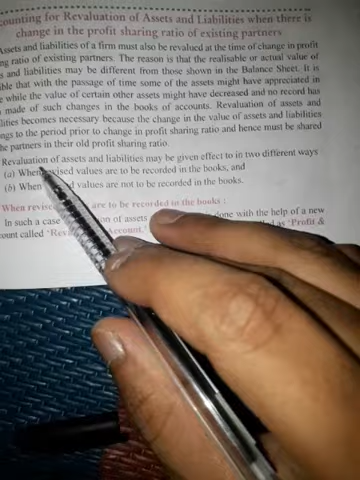 counting for Revaluation of Assets and Liabilities when there is
change in the profit sharing ratio of existing partners
Assets and liabilities of a firm must also be revalued at the time of change in profit
ng ratio of existing partners. The reason is that the realisable or actual value of
s and liabilities may be different from those shown in the Balance Sheet. It is
ible that with the passage of time some of the assets might have appreciated in
e while the value of certain other assets might have decreased and no record has
made of such changes in the books of accounts. Revaluation of assets and
lities becomes necessary because the change in the value of assets and liabilities
ngs to the period prior to change in profit sharing ratio and hence must be shared
he partners in their old profit sharing ratio.
Revaluation of assets and liabilities may be given effect to in two different ways :
(a) When revised values are to be recorded in the books, and
(b) When values are not to be recorded in the books.
When revise are to be recorded in the books :
In such a case on of assets done with the help of a new
ount called 'Reva Account.' as 'Profit &